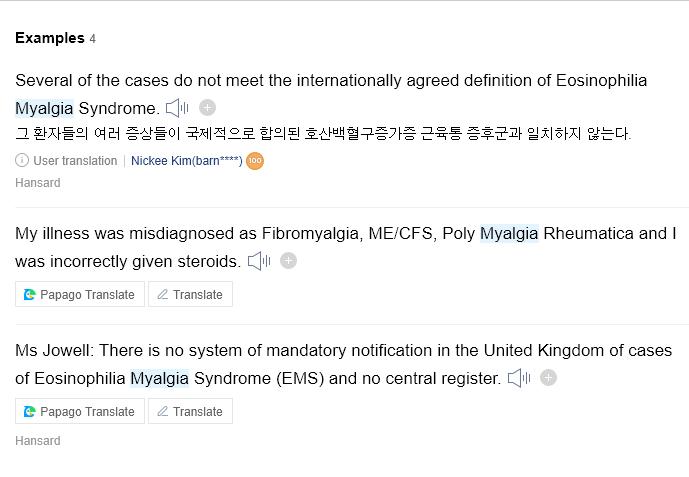 Examples 4
Several of the cases do not meet the internationally agreed definition of Eosinophilia
Myalgia Syndrome.
그 환자들의 여러 증상들이 국제적으로 합의된 호산백혈구증가증 근육통 증후군과 일치하지 않는다.
User translation | Nickee Kim(barn****) 100
Hansard
My illness was misdiagnosed as Fibromyalgia, ME/CFS, Poly Myalgia Rheumatica and I
was incorrectly given steroids.
Papago Translate Translate
Ms Jowell: There is no system of mandatory notification in the United Kingdom of cases
of Eosinophilia Myalgia Syndrome (EMS) and no central register.
Papago Translate Translate
Hansard